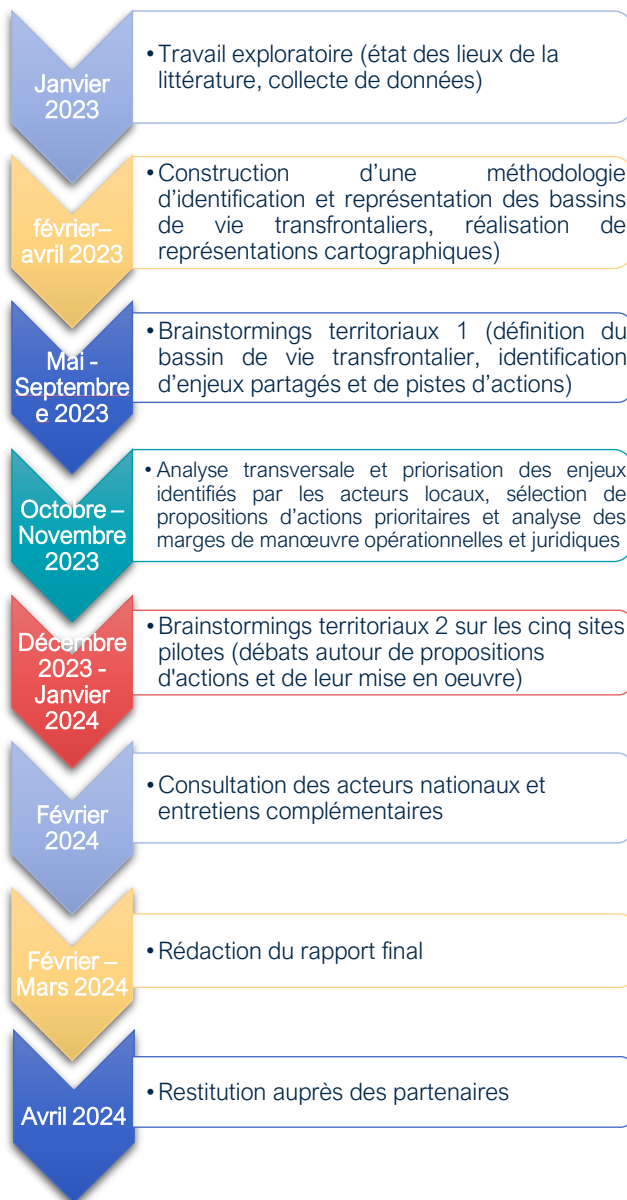 Janvier
2023
• Travail exploratoire (état des lieux de la
littérature, collecte de données)
février–
avril 2023
• Construction d’une méthodologie
d’identification et représentation des bassins
de vie transfrontaliers, réalisation de
représentations cartographiques)
Mai -
Septembre
e 2023
• Brainstormings territoriaux 1 (définition du
bassin de vie transfrontalier, identification
d’enjeux partagés et de pistes d’actions)
Octobre –
Novembre
2023
• Analyse transversale et priorisation des enjeux
identifiés par les acteurs locaux, sélection de
propositions d’actions prioritaires et analyse des
marges de manœuvre opérationnelles et juridiques
Décembre
2023 -
Janvier
2024
• Brainstormings territoriaux 2 sur les cinq sites
pilotes (débats autour de propositions
d'actions et de leur mise en oeuvre)
Février
2024
• Consultation des acteurs nationaux et
entretiens complémentaires
Février –
Mars 2024
• Rédaction du rapport final
Avril 2024
• Restitution auprès des partenaires